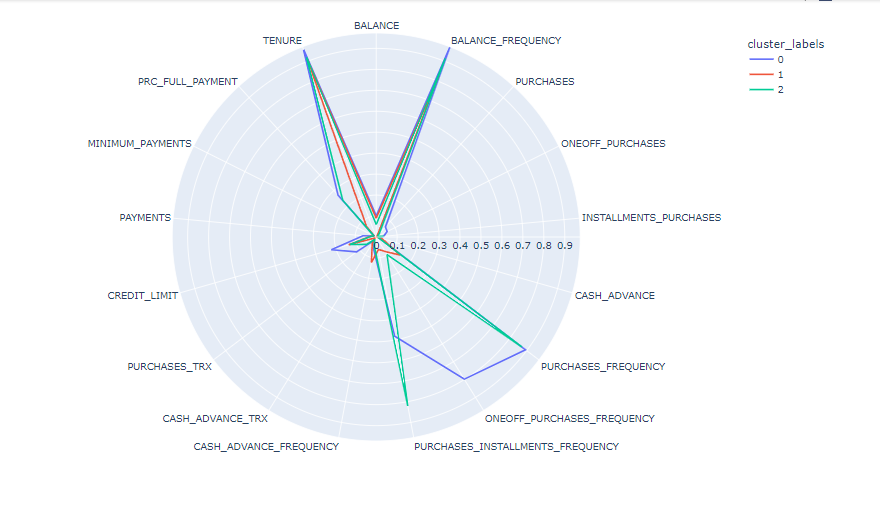 BALANCE
TENURE
BALANCE_FREQUENCY
cluster_labels
0
1
2
PRC_FULL_PAYMENT
PURCHASES
MINIMUM_PAYMENTS
ONEOFF_PURCHASES
PAYMENTS
INSTALLMENTS_PURCHASES
0 0.1 0.2 0.3 0.4 0.5 0.6 0.7 0.8 0.9
CREDIT_LIMIT
CASH_ADVANCE
PURCHASES_TRX
PURCHASES_FREQUENCY
CASH_ADVANCE_TRX
ONEOFF_PURCHASES_FREQUENCY
CASH_ADVANCE_FREQUENCY
PURCHASES_INSTALLMENTS_FREQUENCY